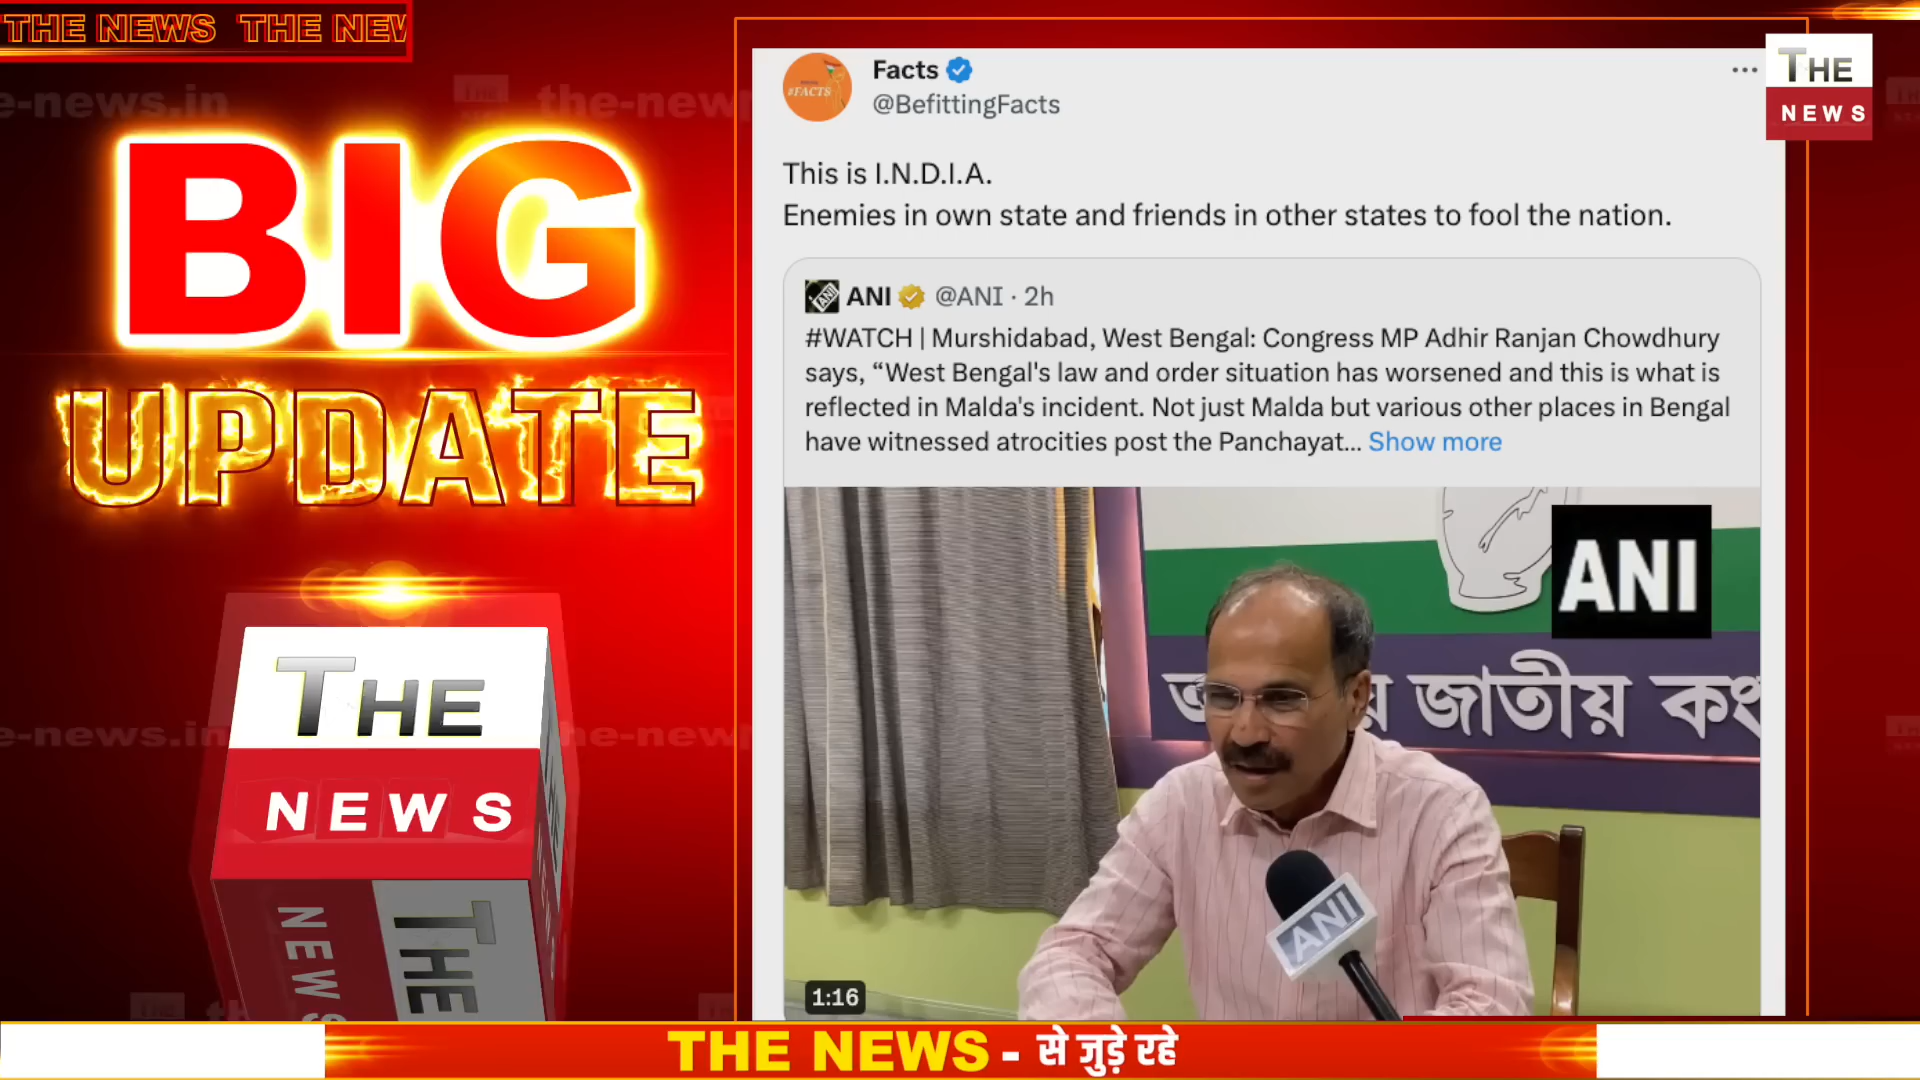 THE NEWS THE NEW
BIG
UPDATE
THE
NEWS
NEWS
THE
Facts
@BefittingFacts
THE
NEWS
This is I.N.D.I.A.
Enemies in own state and friends in other states to fool the nation.
ANI @ANI · 2h
#WATCH | Murshidabad, West Bengal: Congress MP Adhir Ranjan Chowdhury
says, “West Bengal's law and order situation has worsened and this is what is
reflected in Malda's incident. Not just Malda but various other places in Bengal
have witnessed atrocities post the Panchayat... Show more
ANI
জাতীয়
ANI
1:16
THE NEWS - से जुड़े रहे